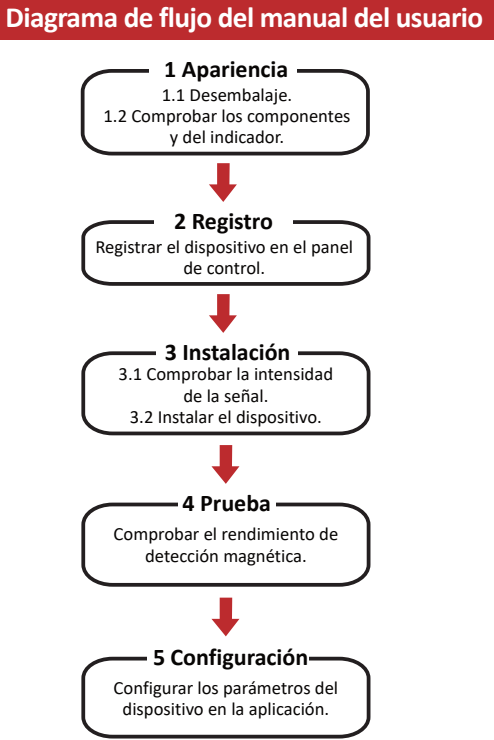 Diagrama de flujo del manual del usuario
1 Apariencia
1.1 Desembalaje.
1.2 Comprobar los componentes
y del indicador.
2 Registro
Registrar el dispositivo en el panel
de control.
3 Instalación
3.1 Comprobar la intensidad
de la señal.
3.2 Instalar el dispositivo.
4 Prueba
Comprobar el rendimiento de
detección magnética.
5 Configuración
Configurar los parámetros del
dispositivo en la aplicación.